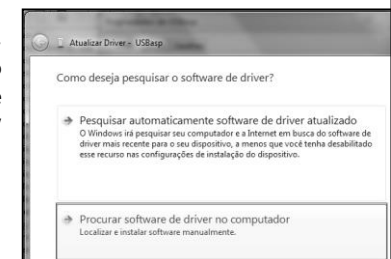 Atualizar Driver - USBasp
Como deseja pesquisar o software de driver?
Pesquisar automaticamente software de driver atualizado
O Windows irá pesquisar seu computador e a Internet em busca do software de
driver mais recente para o seu dispositivo, a menos que você tenha desabilitado
esse recurso nas configurações de instalação do dispositivo.
Procurar software de driver no computador
Localizar e instalar software manualmente.